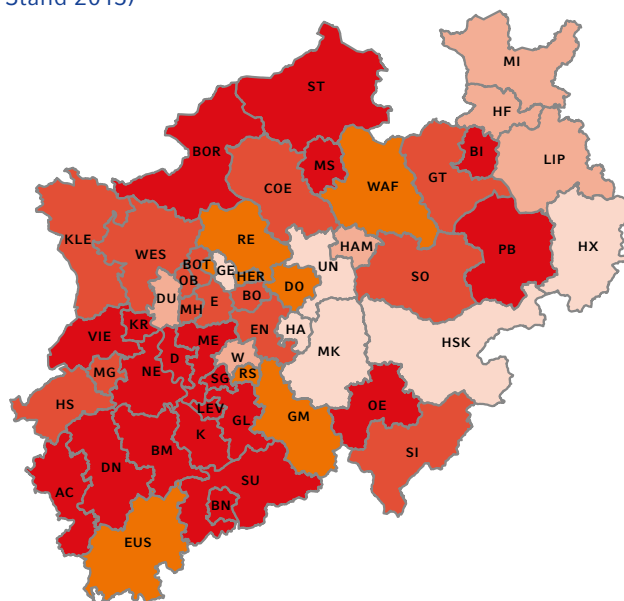 Stand 2015)
MI
ST
HF
BOR
MS
BI
LIP
COE
GT
WAF
KLE
RE
HAM
PB
HX
WES
BOT
GE
HER
UN
SO
OB
DU
DO
MH
E
BO
KR
EN
HA
VIE
ME
HSK
MG
NE
D
W
MK
SG
RS
HS
LEV
OE
K
GL
GM
BM
SI
DN
SU
AC
BN
EUS